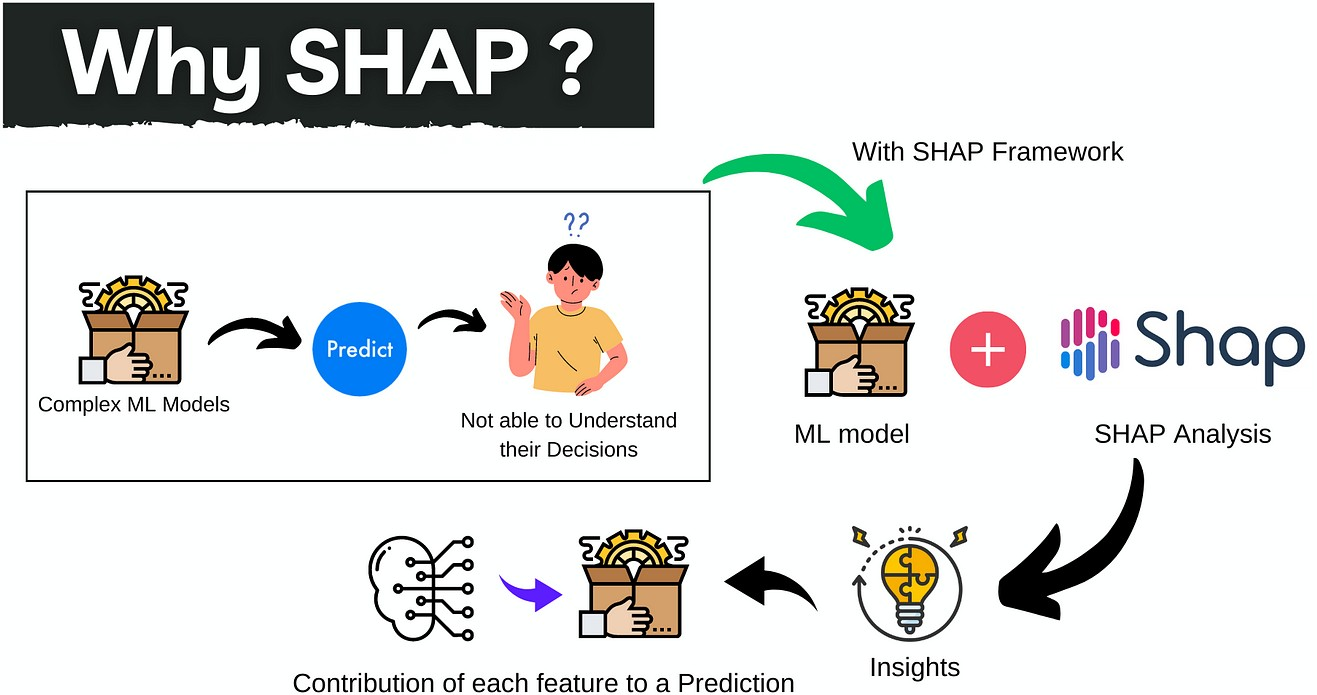 Why SHAP ?
With SHAP Framework
??
Predict
Complex ML Models
Not able to Understand
their Decisions
Shap
ML model
SHAP Analysis
Insights
Contribution of each feature to a Prediction